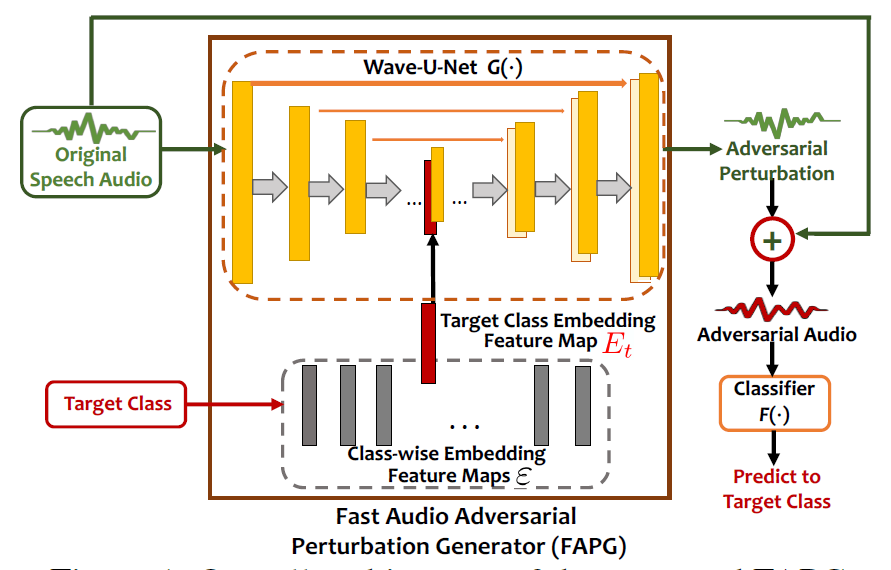 Wave-U-Net G(·)
Original
Speech Audio
Adversarial
Perturbation
+
... ...
Target Class Embedding
Feature Map E_t
Adversarial Audio
Target Class
...
Classifier
F(·)
Class-wise Embedding
Feature Maps ℰ
Predict to
Target Class
Fast Audio Adversarial
Perturbation Generator (FAPG)